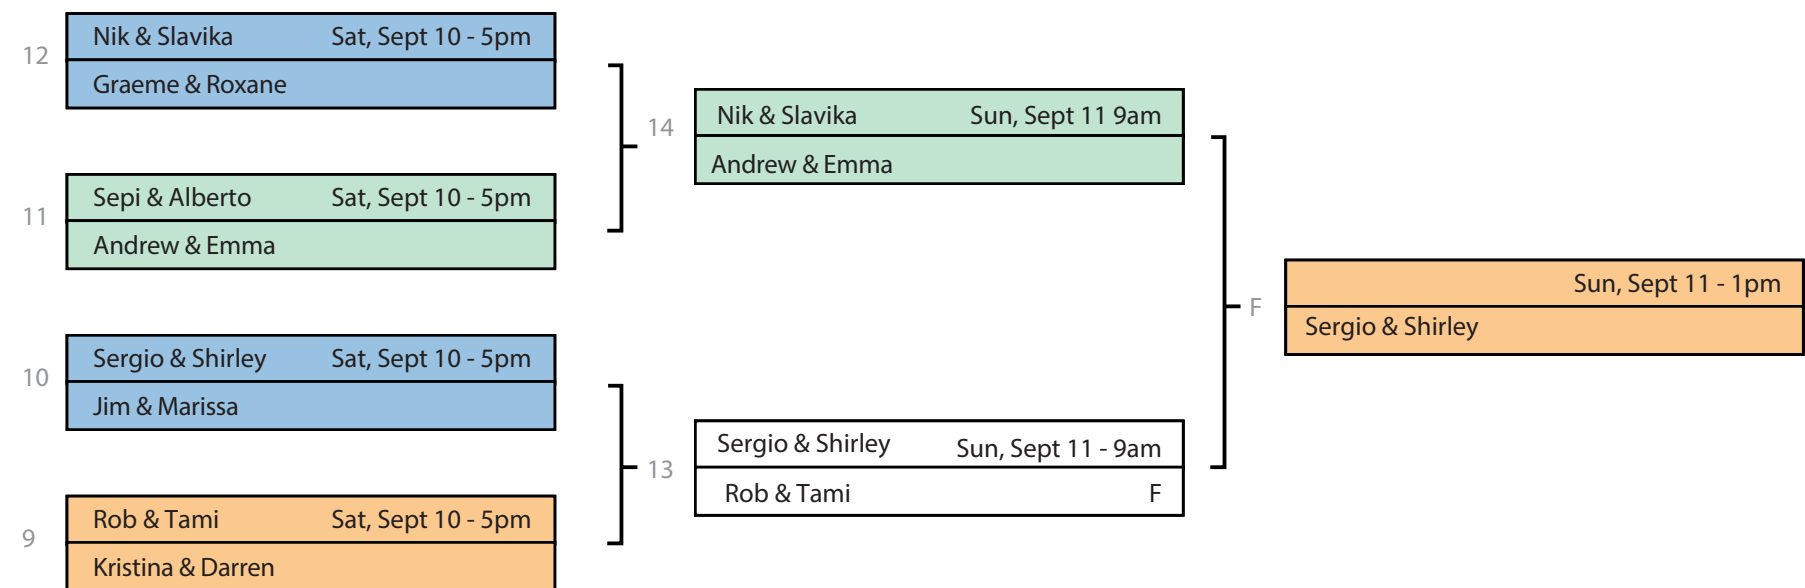 12
Nik & Slavika Sat, Sept 10 - 5pm
Graeme & Roxane
11
Sepi & Alberto Sat, Sept 10 - 5pm
Andrew & Emma
10
Sergio & Shirley Sat, Sept 10 - 5pm
Jim & Marissa
9
Rob & Tami Sat, Sept 10 - 5pm
Kristina & Darren
14
Nik & Slavika Sun, Sept 11 9am
Andrew & Emma
13
Sergio & Shirley Sun, Sept 11 - 9am
Rob & Tami F
F
Sun, Sept 11 - 1pm
Sergio & Shirley